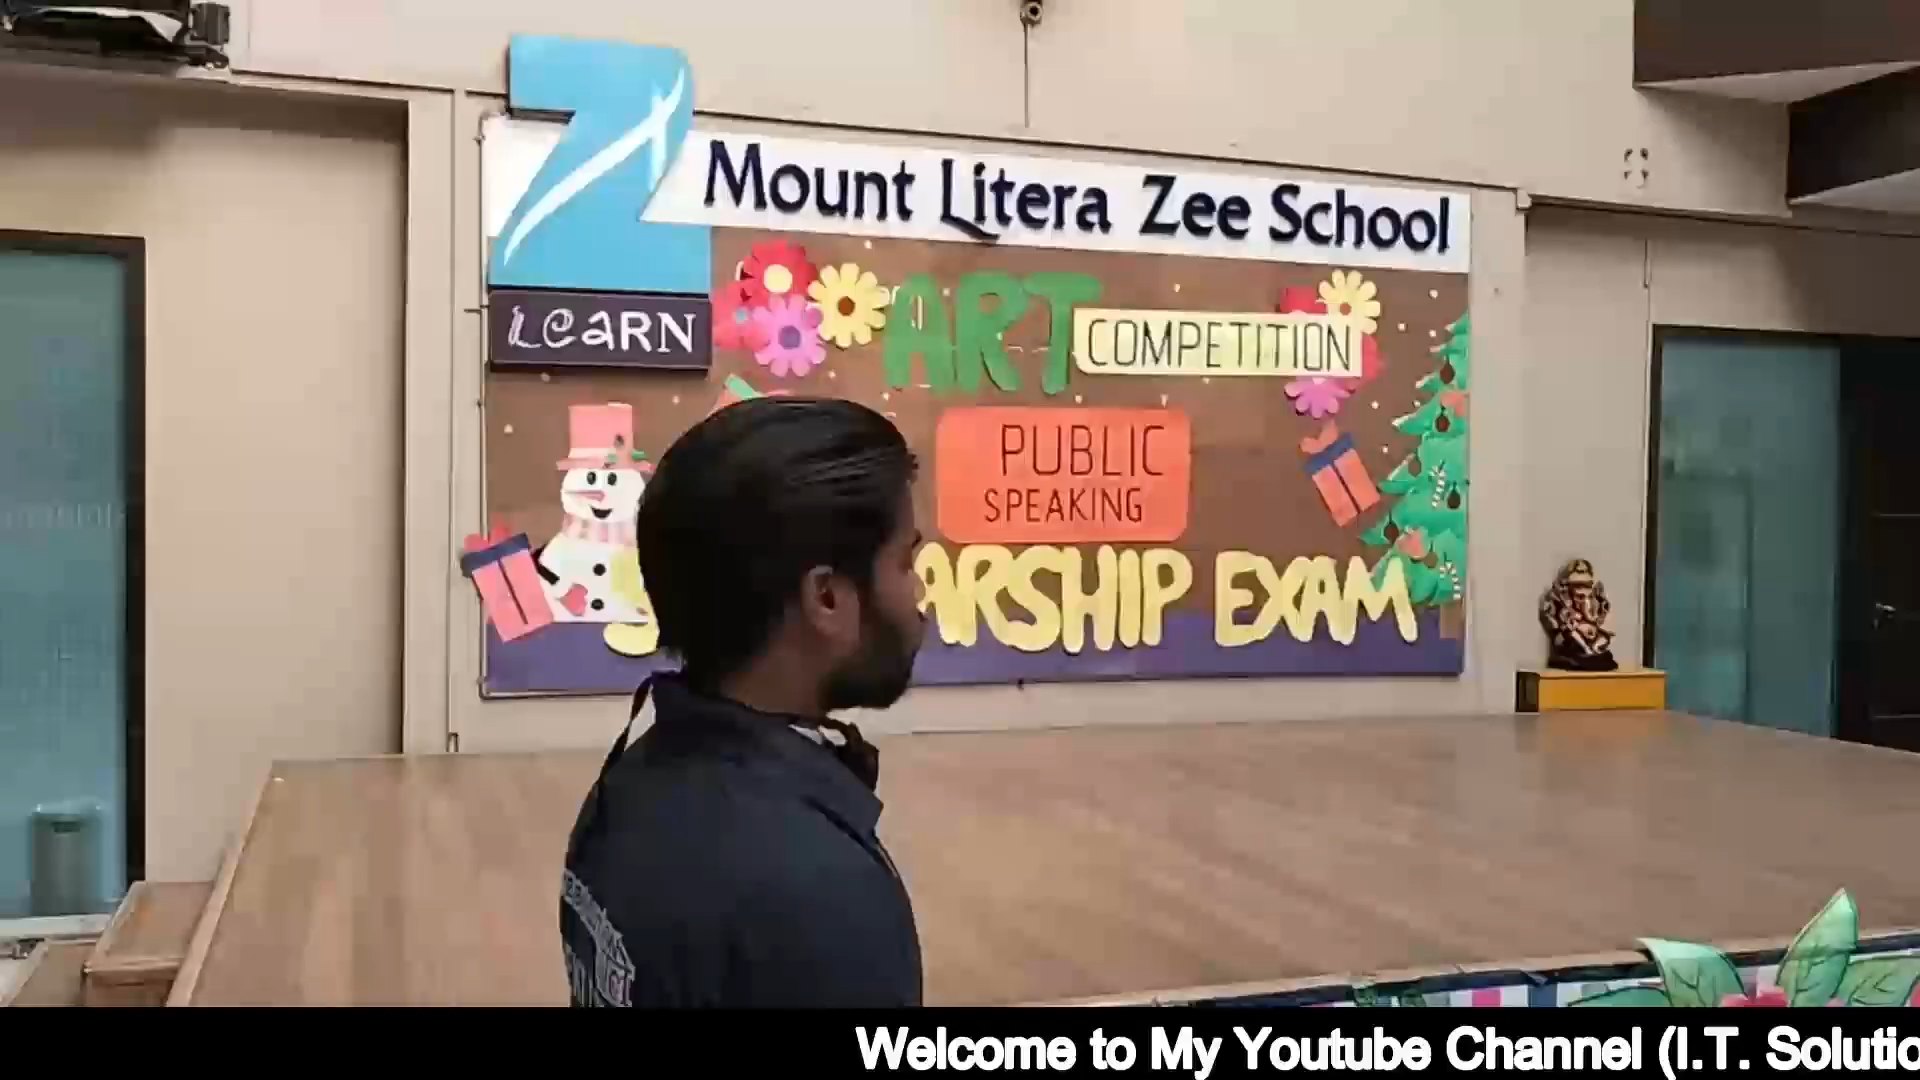 Mount Litera Zee School
LeaRN
ART
COMPETITION
PUBLIC
SPEAKING
ARSHIP EXAM
Welcome to My Youtube Channel (I.T. Solutio